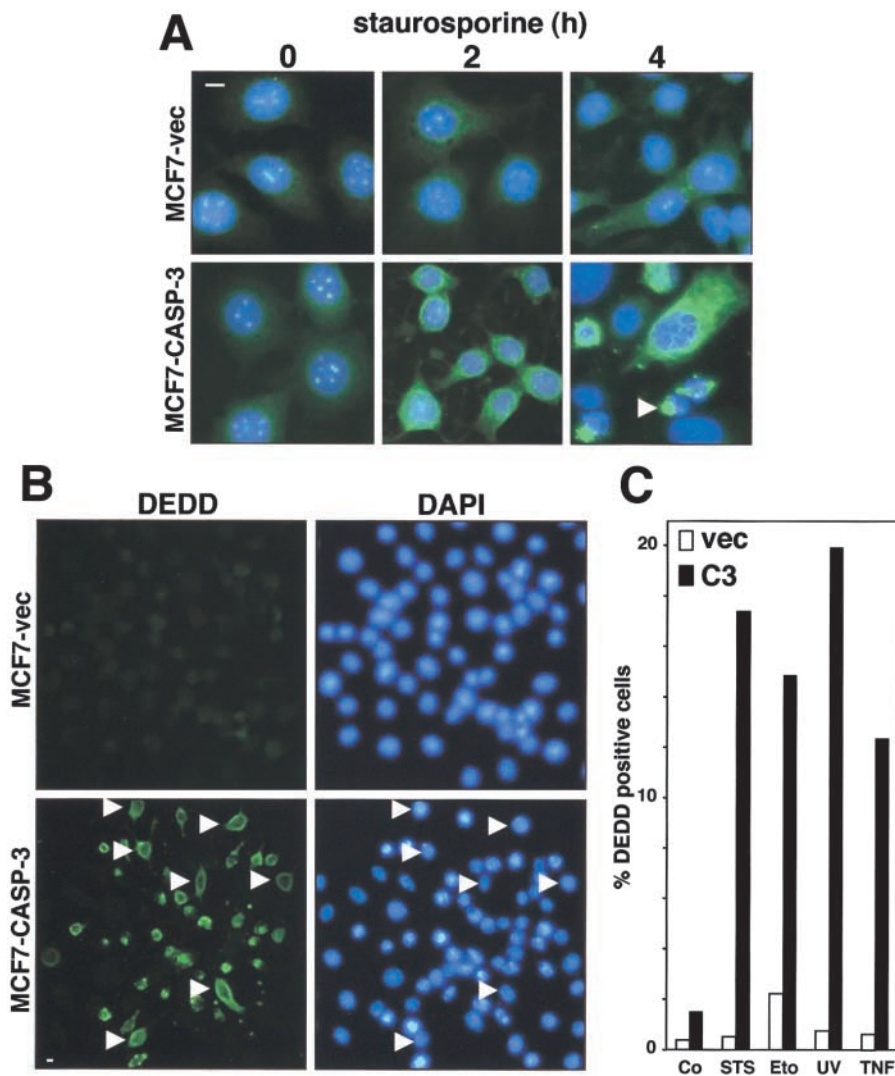 A
staurosporine (h)
0 2 4
MCF7-vec
MCF7-CASP-3
B
DEDD DAPI
MCF7-vec
MCF7-CASP-3
C
vec
C3
% DEDD positive cells
20
10
0
Co STS Eto UV TNF